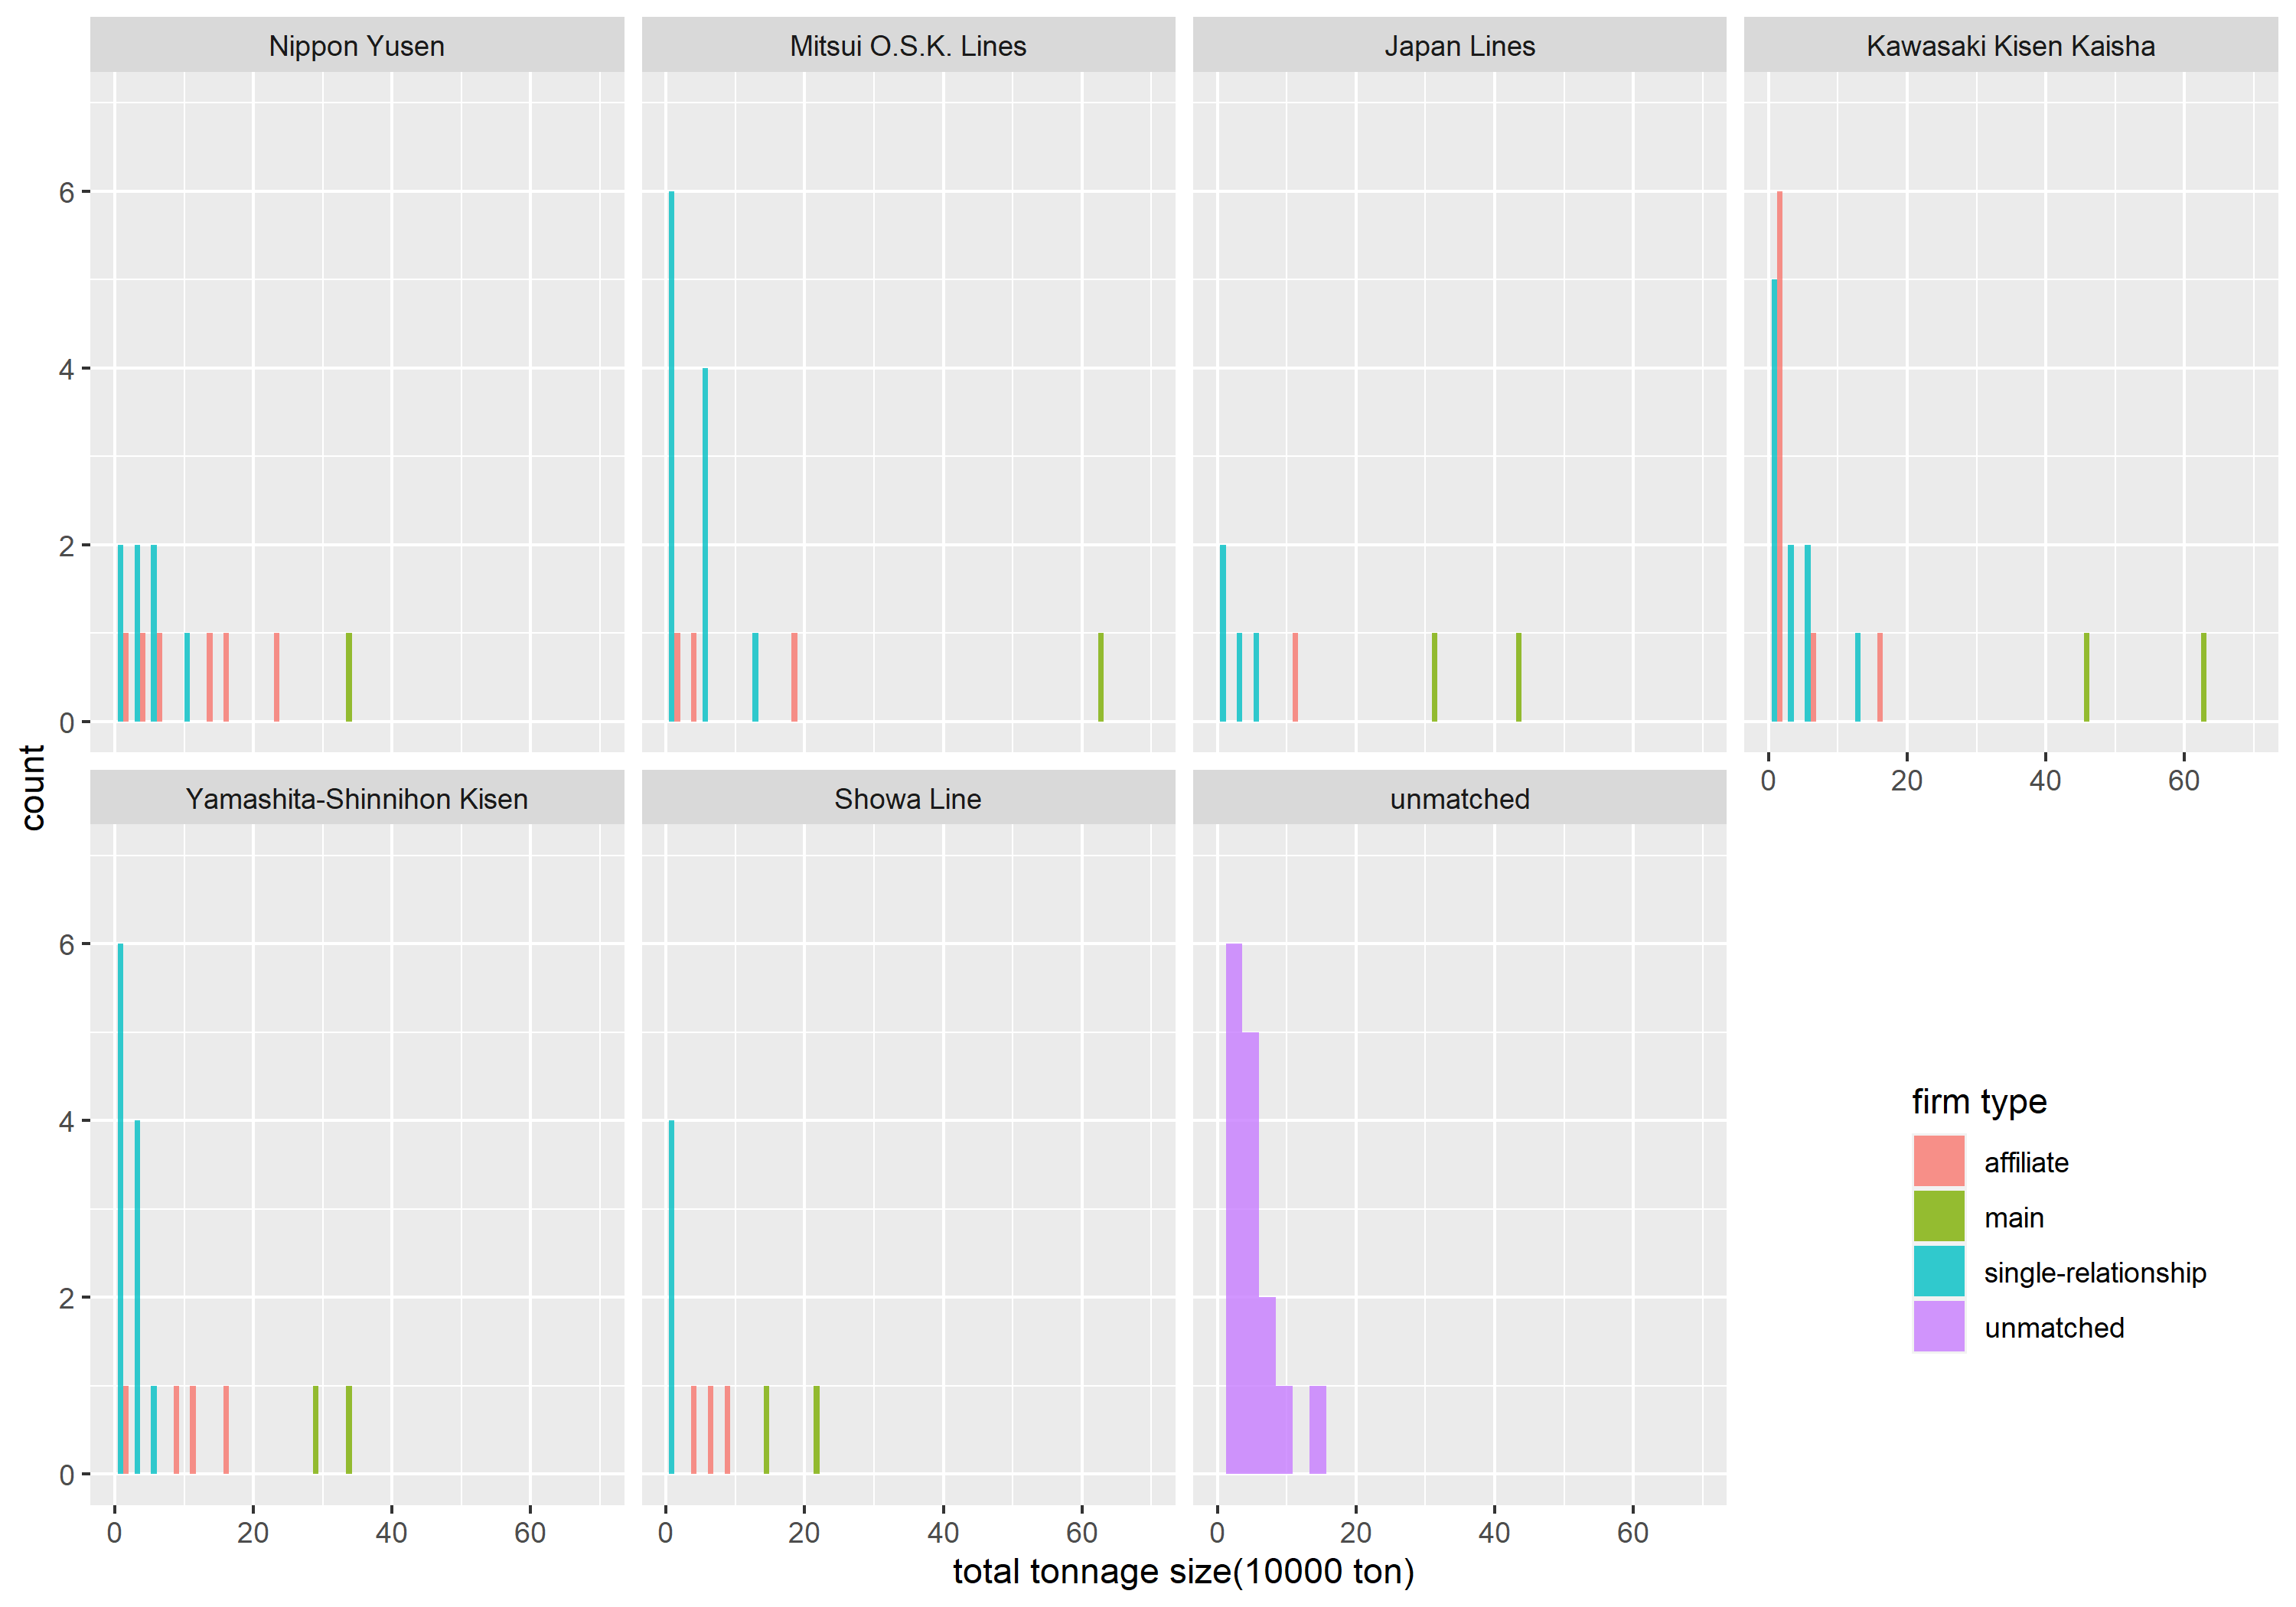 Nippon Yusen
Mitsui O.S.K. Lines
Japan Lines
Kawasaki Kisen Kaisha
6
4
2
0
0 20 40 60
count
Yamashita-Shinnihon Kisen
Showa Line
unmatched
6
4
2
0
0 20 40 60
0 20 40 60
0 20 40 60
total tonnage size(10000 ton)
firm type
affiliate
main
single-relationship
unmatched